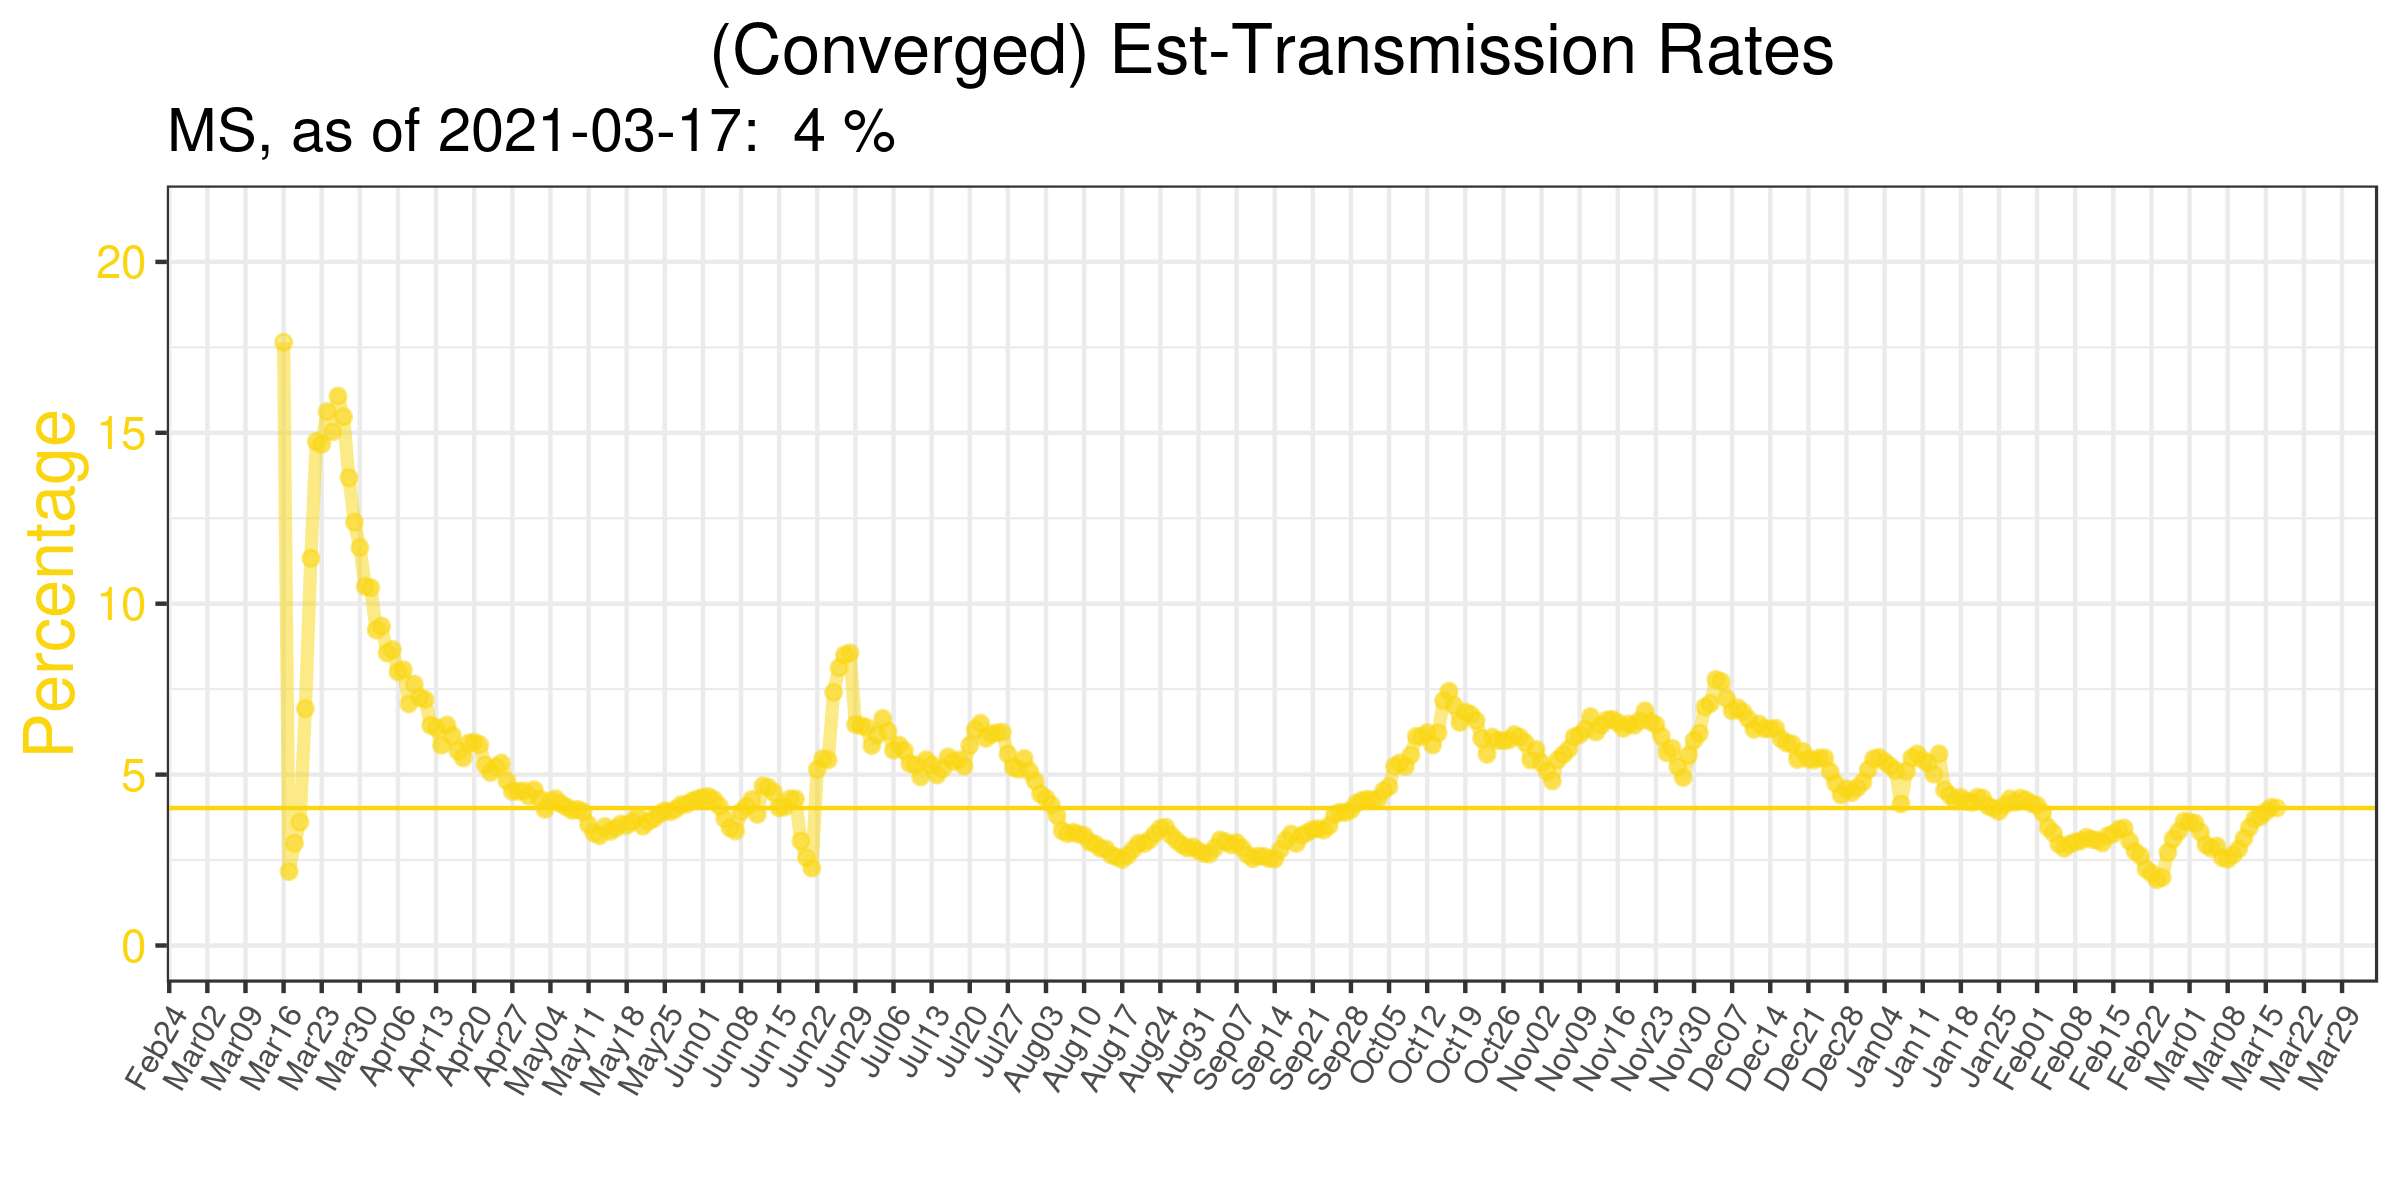 (Converged) Est-Transmission Rates
MS, as of 2021-03-17:  4 %
Percentage
20
15
10
5
0
Feb24
Mar02
Mar09
Mar16
Mar23
Mar30
Apr06
Apr13
Apr20
Apr27
May04
May11
May18
May25
Jun01
Jun08
Jun15
Jun22
Jun29
Jul06
Jul13
Jul20
Jul27
Aug03
Aug10
Aug17
Aug24
Aug31
Sep07
Sep14
Sep21
Sep28
Oct05
Oct12
Oct19
Oct26
Nov02
Nov09
Nov16
Nov23
Nov30
Dec07
Dec14
Dec21
Dec28
Jan04
Jan11
Jan18
Jan25
Feb01
Feb08
Feb15
Feb22
Mar01
Mar08
Mar15
Mar22
Mar29